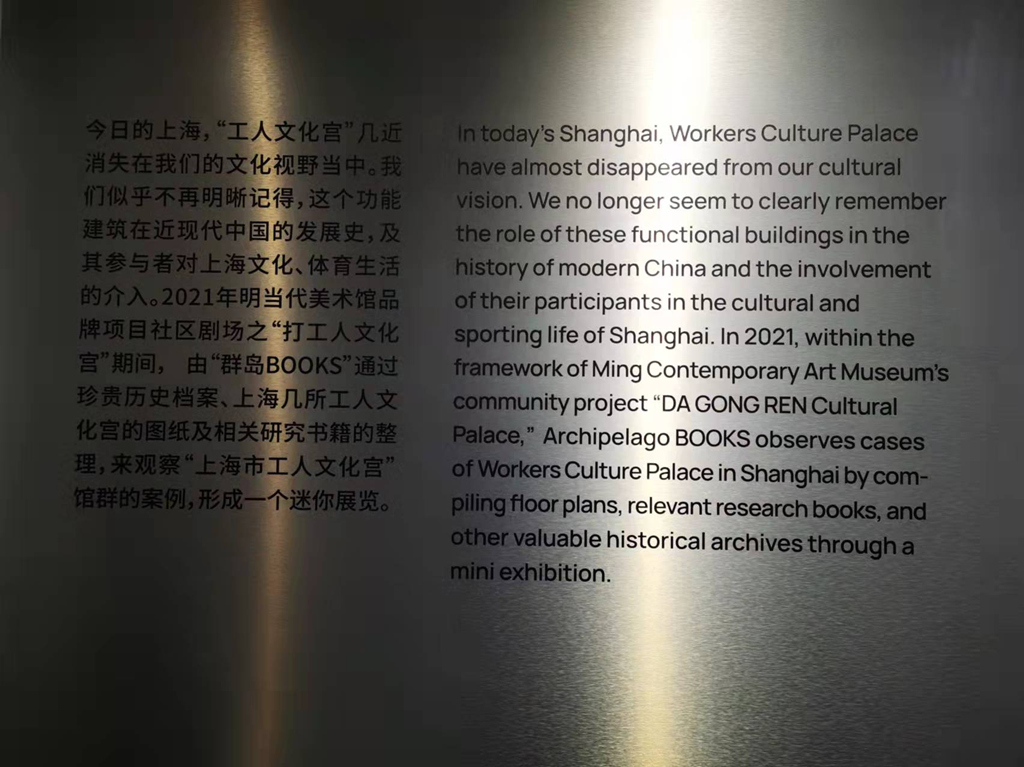 今日的上海，“工人文化宫”几近
消失在我们的文化视野当中。我
们似乎不再明晰记得，这个功能
建筑在近现代中国的发展史，及
其参与者对上海文化、体育生活
的介入。2021年明当代美术馆品
牌项目社区剧场之“打工人文化
宫”期间， 由“群岛BOOKS”通过
珍贵历史档案、上海几所工人文
化宫的图纸及相关研究书籍的整
理，来观察“上海市工人文化宫”
馆群的案例，形成一个迷你展览。
In today's Shanghai, Workers Culture Palace
have almost disappeared from our cultural
vision. We no longer seem to clearly remember
the role of these functional buildings in the
history of modern China and the involvement
of their participants in the cultural and
sporting life of Shanghai. In 2021, within the
framework of Ming Contemporary Art Museum's
community project “DA GONG REN Cultural
Palace,” Archipelago BOOKS observes cases
of Workers Culture Palace in Shanghai by com-
piling floor plans, relevant research books, and
other valuable historical archives through a
mini exhibition.